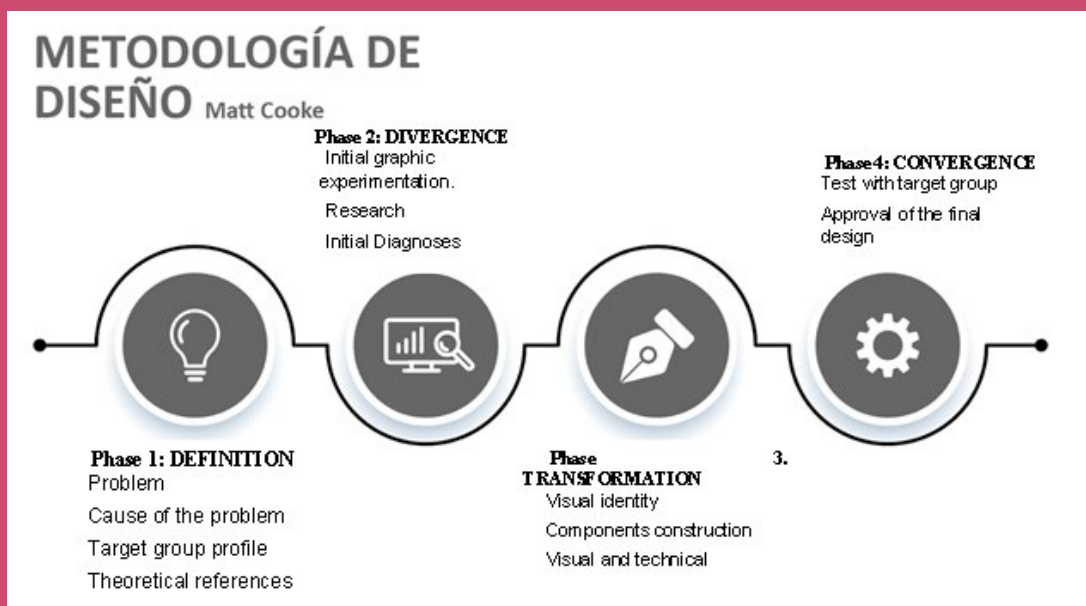 METODOLOGÍA DE
DISEÑO Matt Cooke
Phase 1: DEFINITION
Problem
Cause of the problem
Target group profile
Theoretical references
Phase 2: DIVERGENCE
Initial graphic
experimentation.
Research
Initial Diagnoses
Phase 3.
TRANSFORMATION
Visual identity
Components construction
Visual and technical
Phase4: CONVERGENCE
Test with target group
Approval of the final
design